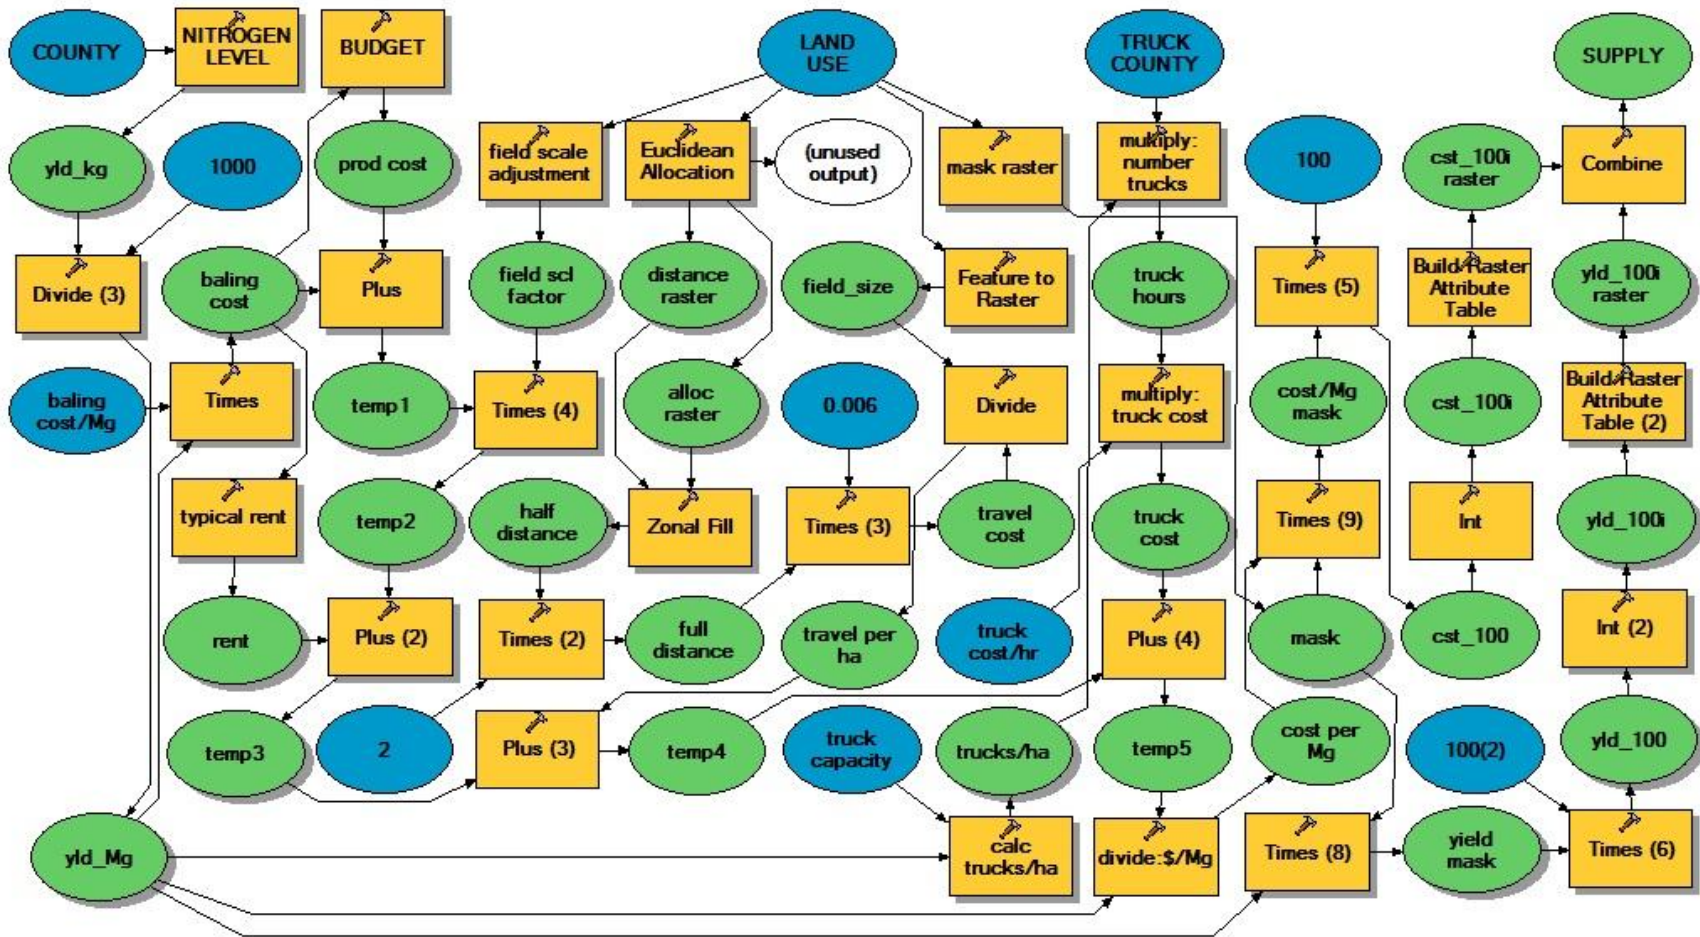 COUNTY
NITROGEN
LEVEL
BUDGET
LAND
USE
TRUCK
COUNTY
SUPPLY
yld_kg
1000
prod cost
field scale
adjustment
Euclidean
Allocation
(unused
output)
mask raster
mukiply:
number
trucks
100
cst_100i
raster
Combine
Divide (3)
baling
cost
Plus
field scl
factor
distance
raster
field_size
Feature to
Raster
truck
hours
Times (5)
Build Raster
Attribute
Table
yld_100i
raster
baling
cost/Mg
Times
temp1
Times (4)
alloc
raster
0.006
Divide
multiply:
truck cost
cost/Mg
mask
cst_100i
Build Raster
Attribute
Table (2)
typical rent
temp2
half
distance
Zonal Fill
Times (3)
travel
cost
truck
cost
Times (9)
Int
yld_100i
rent
Plus (2)
Times (2)
full
distance
travel per
ha
truck
cost/hr
Plus (4)
mask
cst_100
Int (2)
temp3
2
Plus (3)
temp4
truck
capacity
trucks/ha
temp5
cost per
Mg
100(2)
yld_100
yld_Mg
calc
trucks/ha
divide:$/Mg
Times (8)
yield
mask
Times (6)